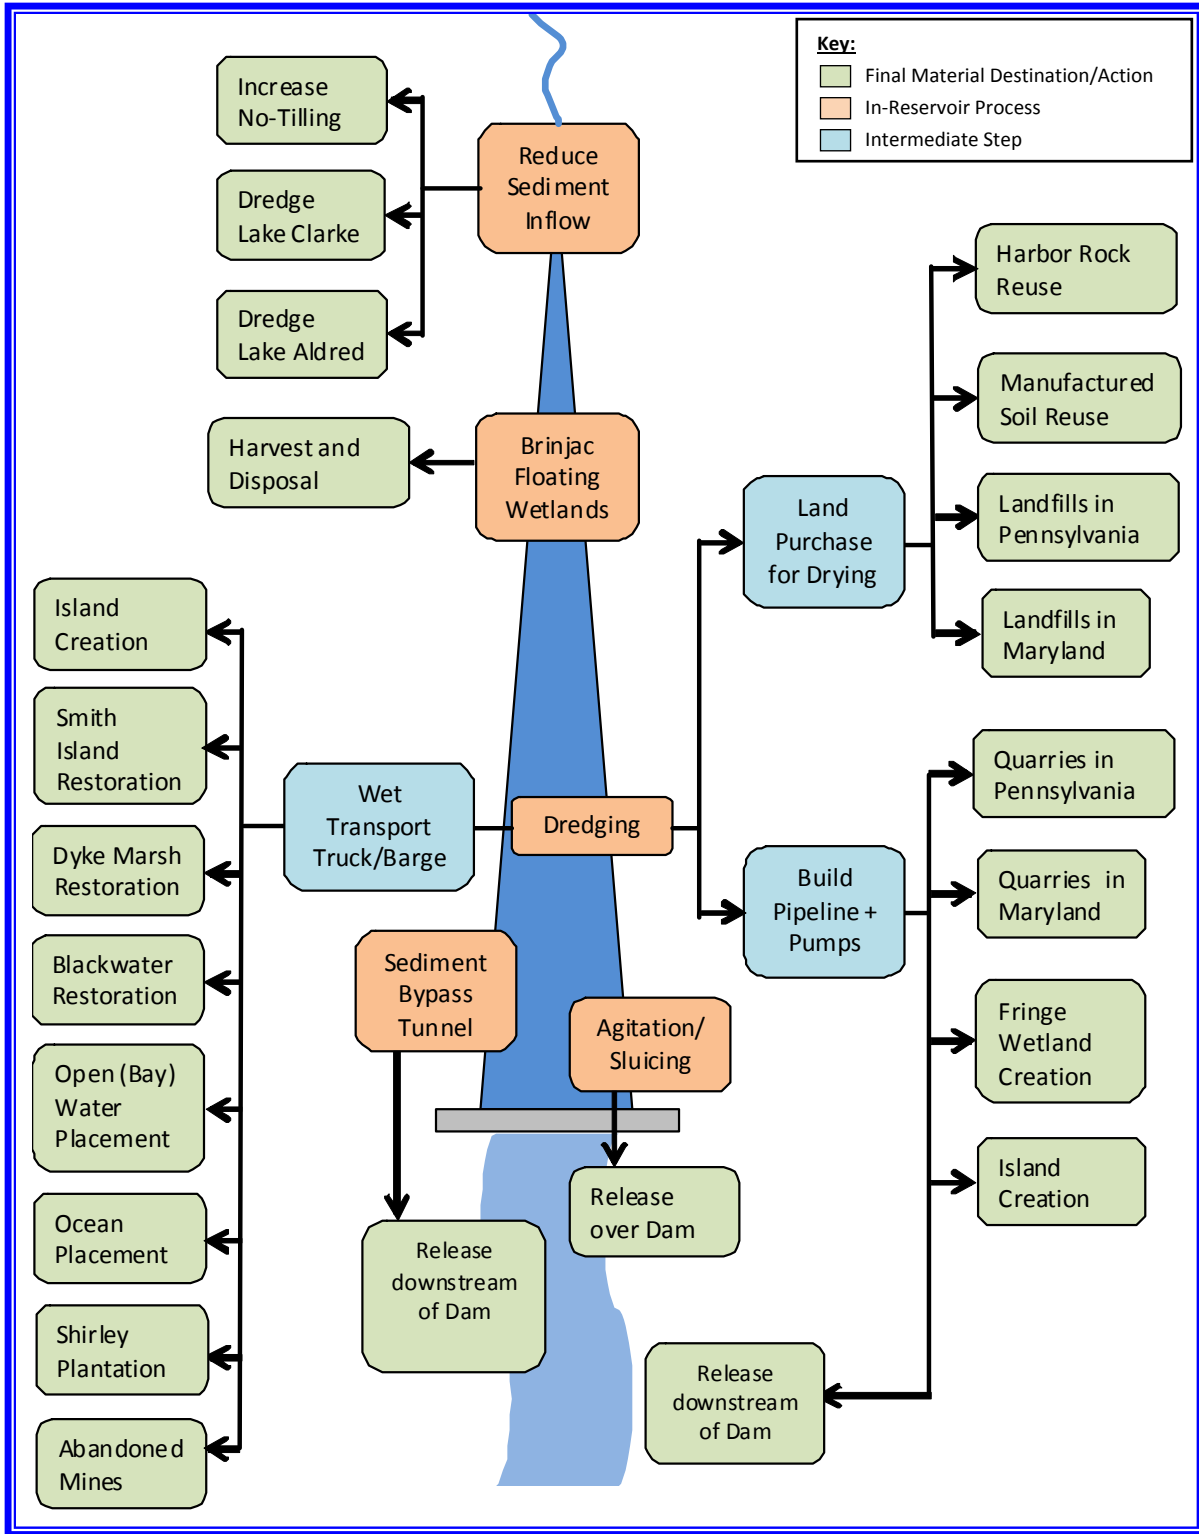 Key:
Final Material Destination/Action
In-Reservoir Process
Intermediate Step
Increase
No-Tilling
Dredge
Lake Clarke
Dredge
Lake Aldred
Reduce
Sediment
Inflow
Harvest and
Disposal
Brinjac
Floating
Wetlands
Harbor Rock
Reuse
Manufactured
Soil Reuse
Landfills in
Pennsylvania
Landfills in
Maryland
Land
Purchase
for Drying
Island
Creation
Smith
Island
Restoration
Dyke Marsh
Restoration
Blackwater
Restoration
Open (Bay)
Water
Placement
Ocean
Placement
Shirley
Plantation
Abandoned
Mines
Wet
Transport
Truck/Barge
Dredging
Build
Pipeline +
Pumps
Quarries in
Pennsylvania
Quarries in
Maryland
Fringe
Wetland
Creation
Island
Creation
Sediment
Bypass
Tunnel
Agitation/
Sluicing
Release
over Dam
Release
downstream
of Dam
Release
downstream
of Dam